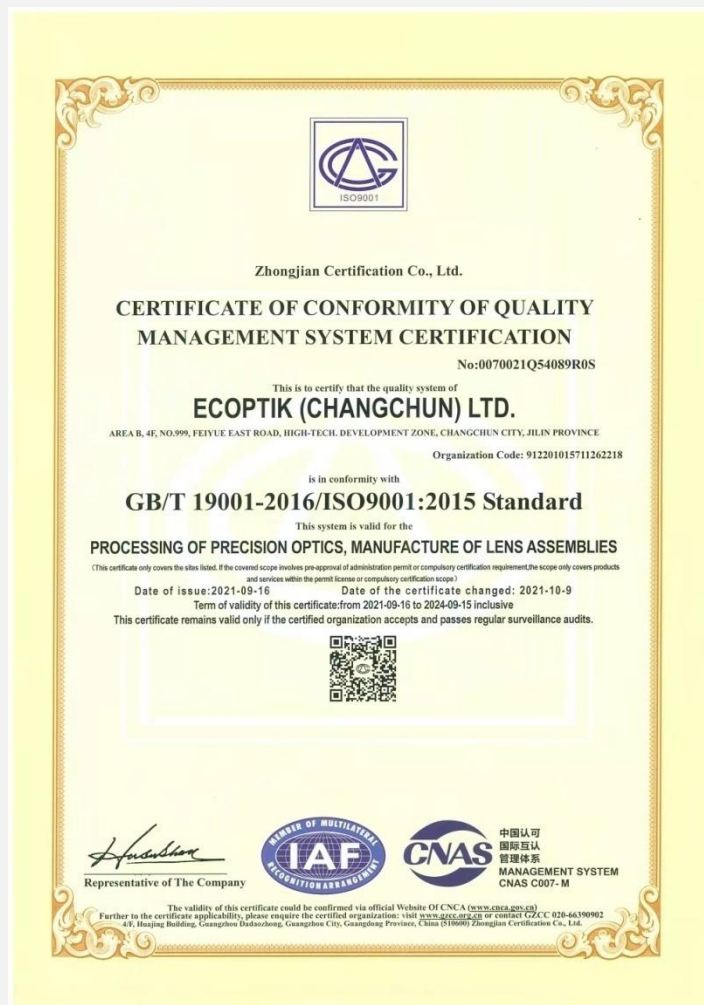 ISO9001
Zhongjian Certification Co., Ltd.
CERTIFICATE OF CONFORMITY OF QUALITY
MANAGEMENT SYSTEM CERTIFICATION
No:0070021Q54089R0S
This is to certify that the quality system of
ECOPTIK (CHANGCHUN) LTD.
AREA B, 4F, NO.999, FEIYUE EAST ROAD, HIGH-TECH. DEVELOPMENT ZONE, CHANGCHUN CITY, JILIN PROVINCE
Organization Code: 912201015711262218
is in conformity with
GB/T 19001-2016/ISO9001:2015 Standard
This system is valid for the
PROCESSING OF PRECISION OPTICS, MANUFACTURE OF LENS ASSEMBLIES
(This certificate only covers the sites listed. If the covered scope involves pre-approval of administration permit or compulsory certification requirement,the scope only covers products
and services within the permit license or compulsory certification scope)
Date of issue:2021-09-16 Date of the certificate changed: 2021-10-9
Term of validity of this certificate:from 2021-09-16 to 2024-09-15 inclusive
This certificate remains valid only if the certified organization accepts and passes regular surveillance audits.
MEMBER OF MULTILATERAL
IAF
RECOGNITION ARRANGEMENT
CNAS
中国认可
国际互认
管理体系
MANAGEMENT SYSTEM
CNAS C007-M
Representative of The Company
The validity of this certificate could be confirmed via official Website Of CNCA (www.cnca.gov.cn)
Further to the certificate applicability, please enquire the certified organization: visit www.gzcc.org.cn or contact GZCC 020-66390902
4/F, Huajing Building, Guangzhou Dadaozhong, Guangzhou City, Guangdong Province, China (510600) Zhongjian Certification Co., Ltd.